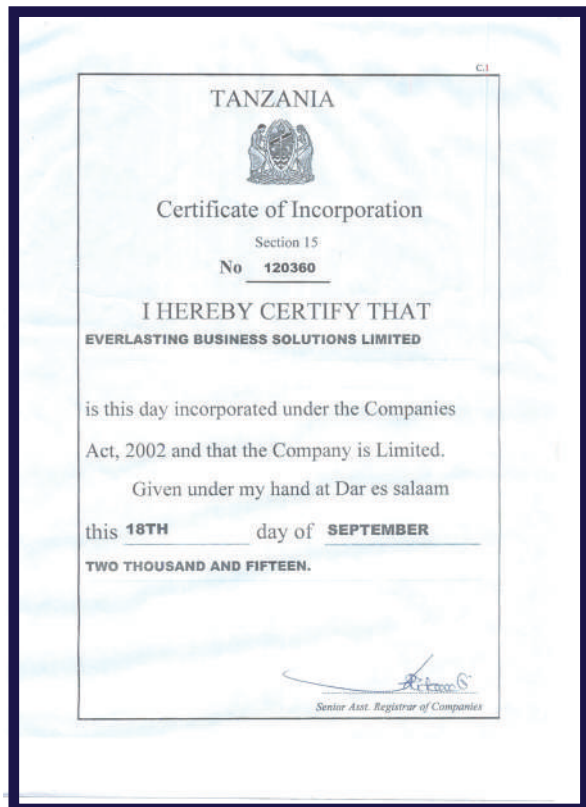 C.1
TANZANIA
Certificate of Incorporation
Section 15
No 120360
I HEREBY CERTIFY THAT
EVERLASTING BUSINESS SOLUTIONS LIMITED
is this day incorporated under the Companies
Act, 2002 and that the Company is Limited.
Given under my hand at Dar es salaam
this 18TH day of SEPTEMBER
TWO THOUSAND AND FIFTEEN.
Senior Asst. Registrar of Companies